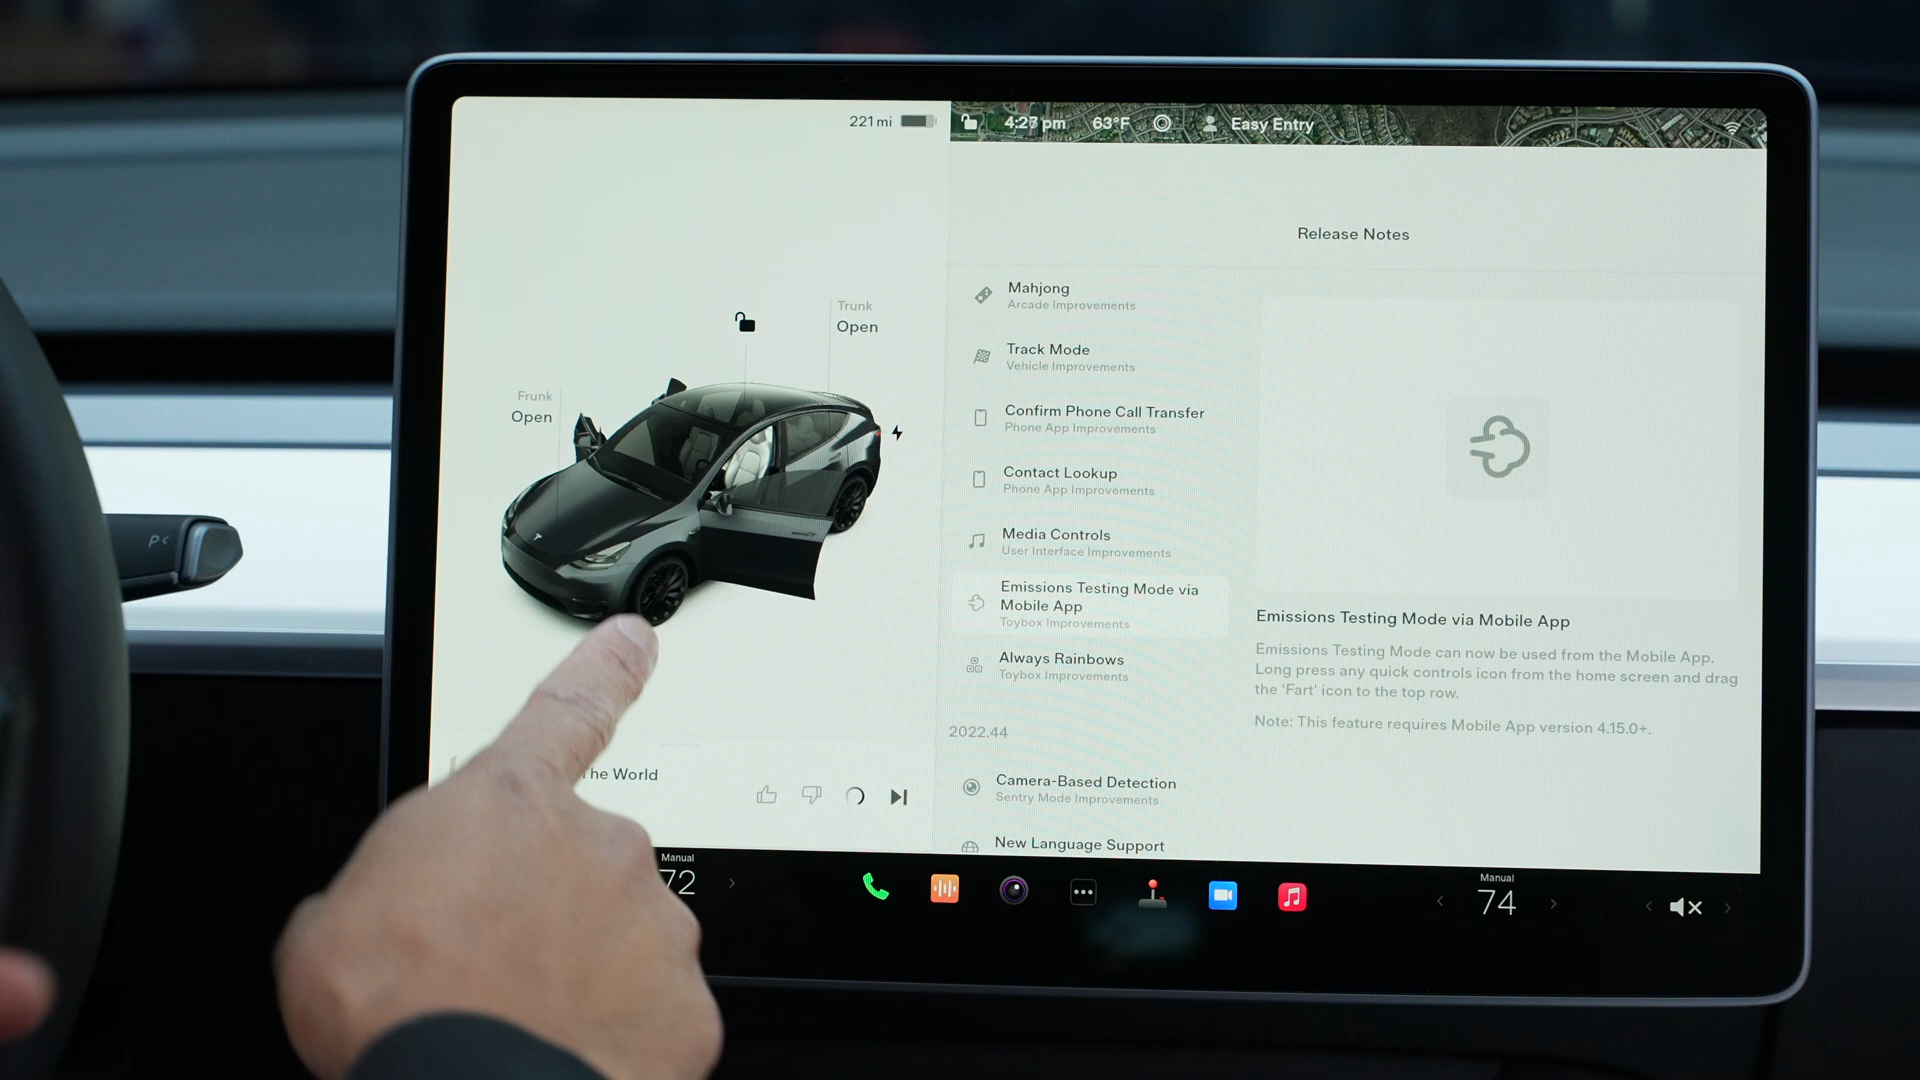 221 mi
4:27 pm 63°F Easy Entry
Release Notes
Trunk
Open
Frunk
Open
Mahjong
Arcade Improvements
Track Mode
Vehicle Improvements
Confirm Phone Call Transfer
Phone App Improvements
Contact Lookup
Phone App Improvements
Media Controls
User Interface Improvements
Emissions Testing Mode via
Mobile App
Toybox Improvements
Always Rainbows
Toybox Improvements
2022.44
Camera-Based Detection
Sentry Mode Improvements
New Language Support
Emissions Testing Mode via Mobile App
Emissions Testing Mode can now be used from the Mobile App.
Long press any quick controls icon from the home screen and drag
the 'Fart' icon to the top row.
Note: This feature requires Mobile App version 4.15.0+.
The World
Manual
72
Manual
74
P<